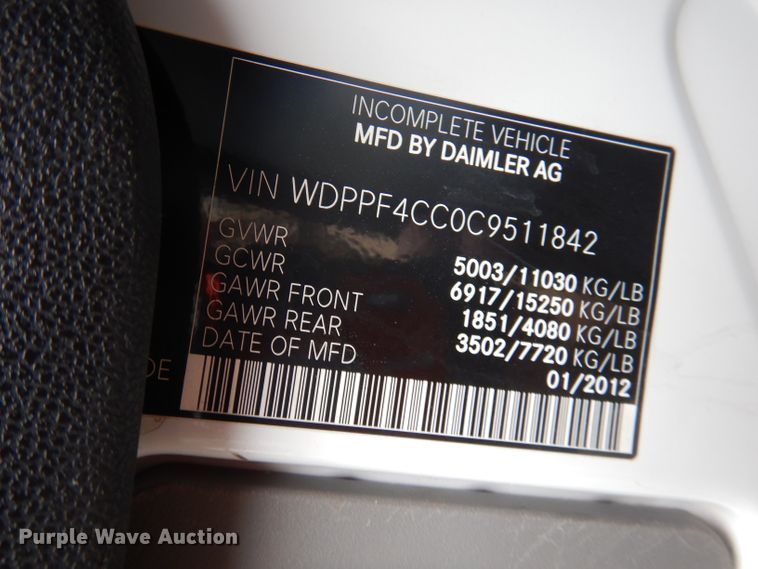 INCOMPLETE VEHICLE
MFD BY DAIMLER AG
VIN WDPPF4CC0C9511842
GVWR 5003/11030 KG/LB
GCWR 6917/15250 KG/LB
GAWR FRONT 1851/4080 KG/LB
GAWR REAR 3502/7720 KG/LB
DATE OF MFD 01/2012
DE
Purple Wave Auction®